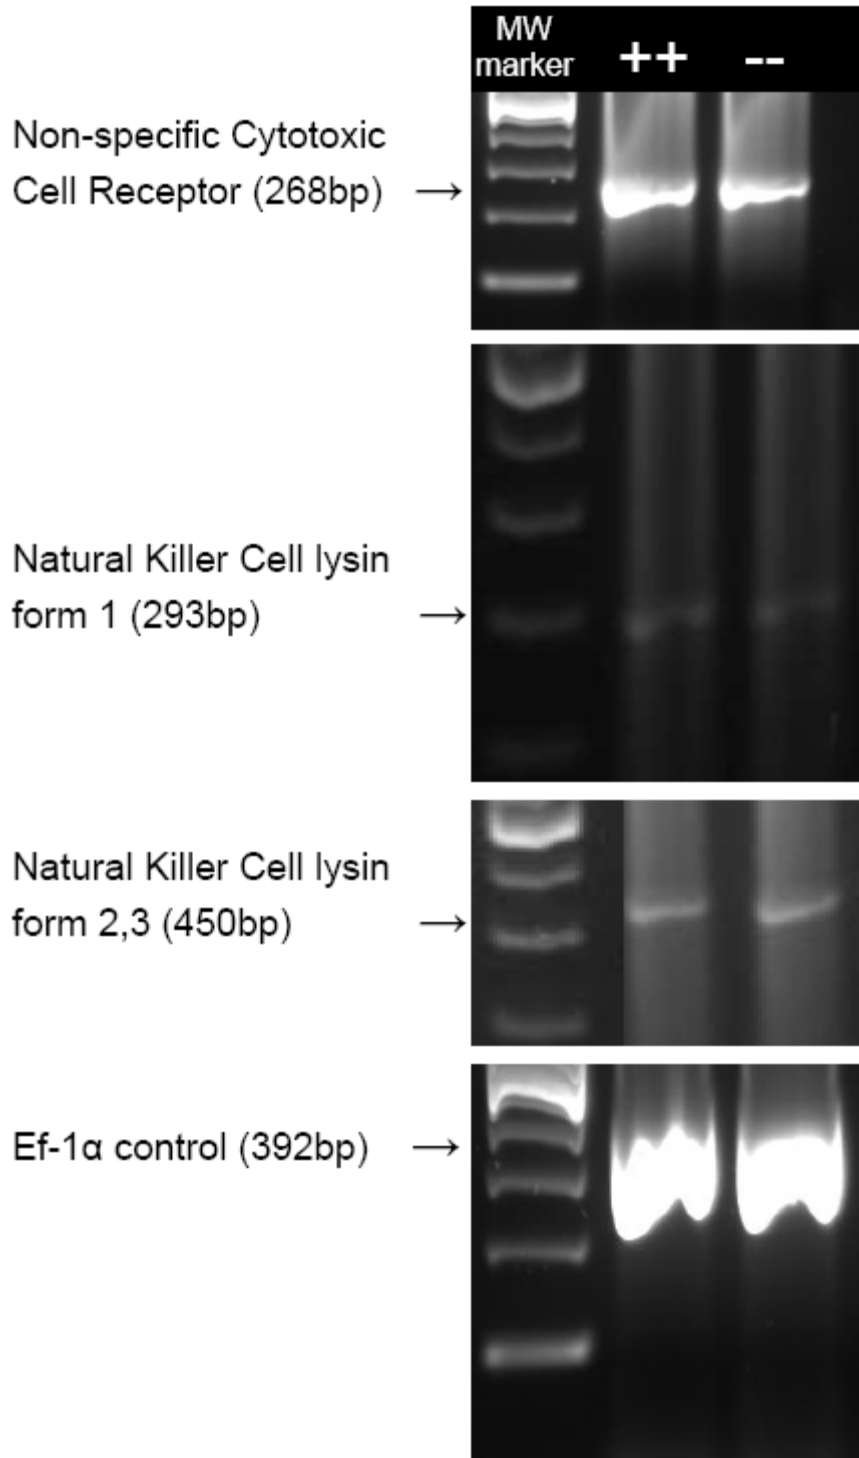 MW
marker ++ --
Non-specific Cytotoxic
Cell Receptor (268bp) →
Natural Killer Cell lysin
form 1 (293bp) →
Natural Killer Cell lysin
form 2,3 (450bp) →
Ef-1α control (392bp) →